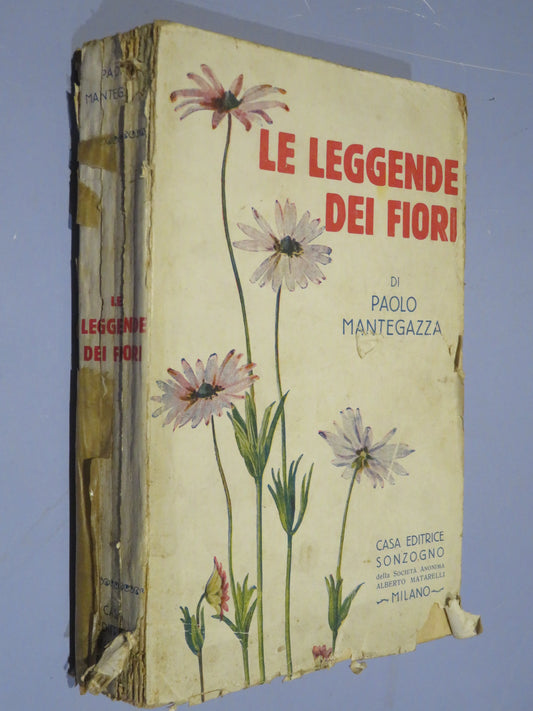 LE LEGGENDE
DEI FIORI
DI
PAOLO
MANTEGAZZA
CASA EDITRICE
SONZOGNO
della SOCIETÀ ANONIMA
ALBERTO MATARELLI
MILANO
MANTEG
LE
LEGGENDE
DEI FIORI